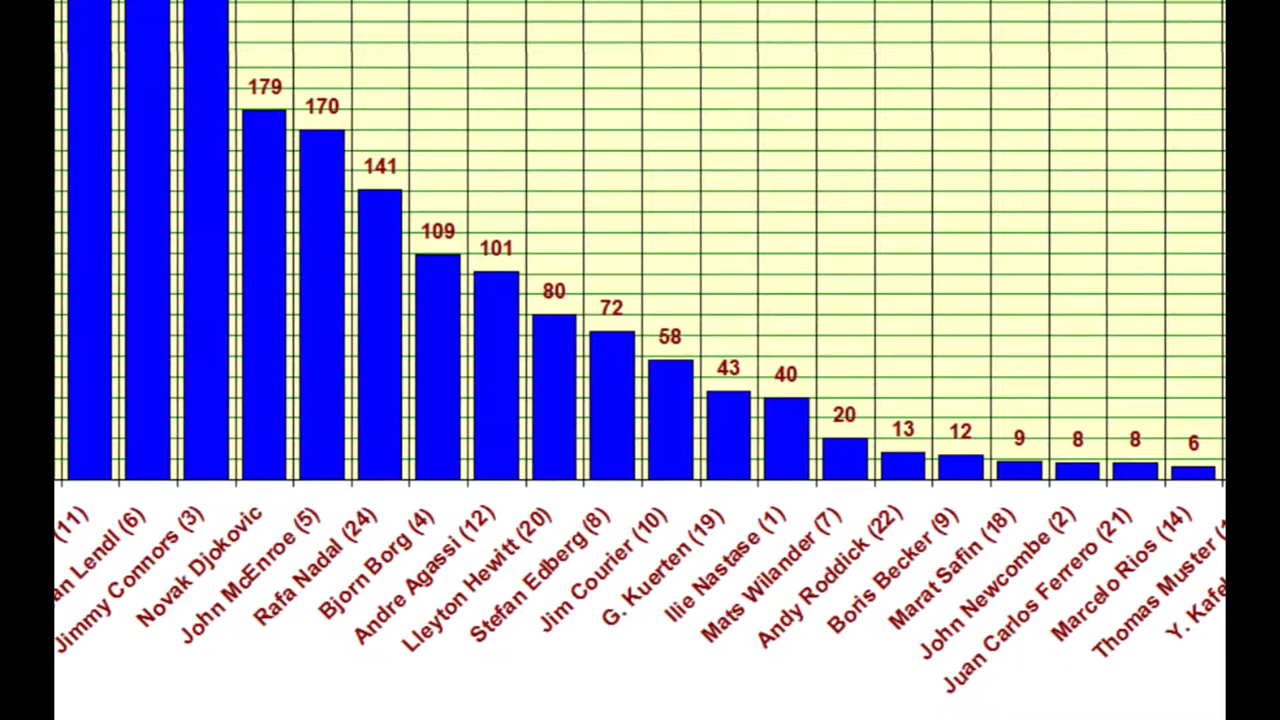 179
170
141
109
101
80
72
58
43
40
20
13
12
9
8
8
6
(11)
an Lendl (6)
Jimmy Connors (3)
Novak Djokovic
John McEnroe (5)
Rafa Nadal (24)
Bjorn Borg (4)
Andre Agassi (12)
Lleyton Hewitt (20)
Stefan Edberg (8)
Jim Courier (10)
G. Kuerten (19)
Ilie Nastase (1)
Mats Wilander (7)
Andy Roddick (22)
Boris Becker (9)
Marat Safin (18)
John Newcombe (2)
Juan Carlos Ferrero (21)
Marcelo Rios (14)
Thomas Muster (1
Y. Kafel